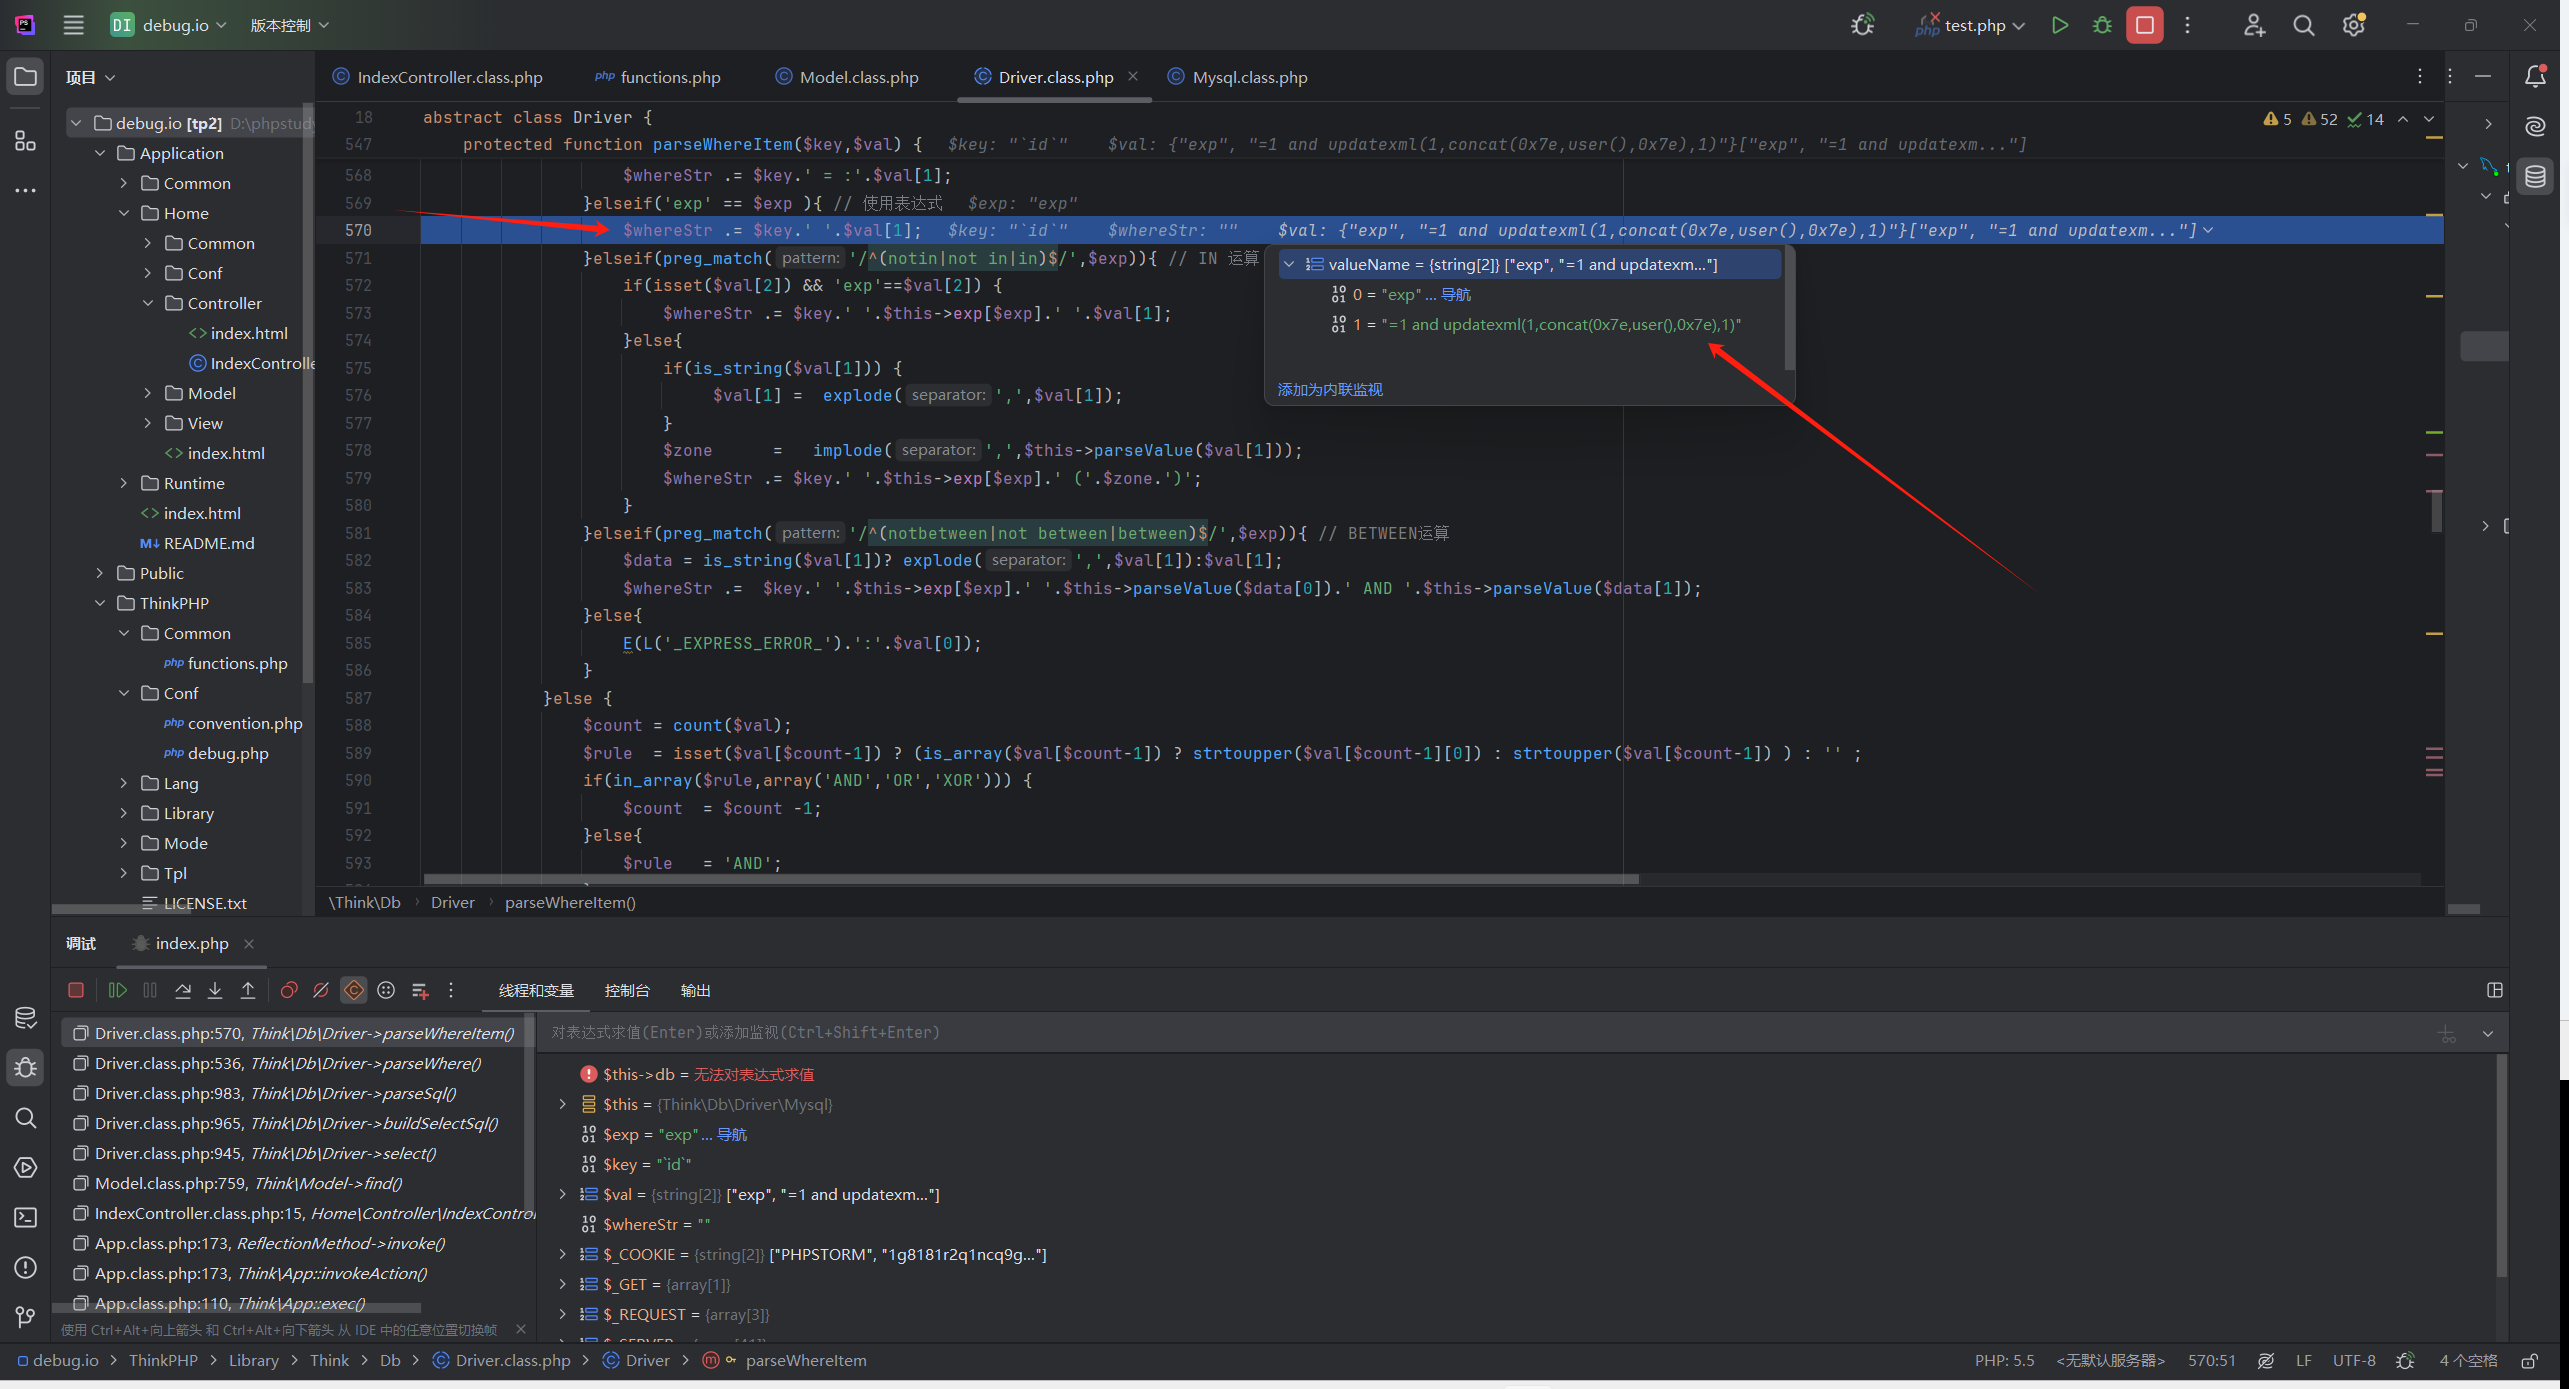 debug.io
版本控制
test.php
项目
debug.io [tp2] D:\phpstudy
Application
Common
Home
Common
Conf
Controller
index.html
IndexControlle
Model
View
index.html
Runtime
index.html
README.md
Public
ThinkPHP
Common
functions.php
Conf
convention.php
debug.php
Lang
Library
Mode
Tpl
LICENSE.txt
IndexController.class.php
functions.php
Model.class.php
Driver.class.php
Mysql.class.php
5 52 14
18 abstract class Driver {
547 protected function parseWhereItem($key,$val) { $key: "`id`" $val: {"exp", "=1 and updatexml(1,concat(0x7e,user(),0x7e),1)"}["exp", "=1 and updatexm..."]
568 $whereStr .= $key.' = :'.$val[1];
569 }elseif('exp' == $exp ){ // 使用表达式 $exp: "exp"
570 $whereStr .= $key.' '.$val[1]; $key: "`id`" $whereStr: "" $val: {"exp", "=1 and updatexml(1,concat(0x7e,user(),0x7e),1)"}["exp", "=1 and updatexm..."]
571 }elseif(preg_match( pattern: '/^(notin|not in|in)$/',$exp)){ // IN 运算
572 if(isset($val[2]) && 'exp'==$val[2]) {
573 $whereStr .= $key.' '.$this->exp[$exp].' '.$val[1];
574 }else{
575 if(is_string($val[1])) {
576 $val[1] = explode( separator: ',',$val[1]);
577 }
578 $zone = implode( separator: ',',$this->parseValue($val[1]));
579 $whereStr .= $key.' '.$this->exp[$exp].' ('.$zone.')';
580 }
581 }elseif(preg_match( pattern: '/^(notbetween|not between|between)$/',$exp)){ // BETWEEN运算
582 $data = is_string($val[1])? explode( separator: ',',$val[1]):$val[1];
583 $whereStr .= $key.' '.$this->exp[$exp].' '.$this->parseValue($data[0]).' AND '.$this->parseValue($data[1]);
584 }else{
585 E(L('_EXPRESS_ERROR_').':'.$val[0]);
586 }
587 }else {
588 $count = count($val);
589 $rule = isset($val[$count-1]) ? (is_array($val[$count-1]) ? strtoupper($val[$count-1][0]) : strtoupper($val[$count-1]) ) : '' ;
590 if(in_array($rule,array('AND','OR','XOR'))) {
591 $count = $count -1;
592 }else{
593 $rule = 'AND';
valueName = {string[2]} ["exp", "=1 and updatexm..."]
0 = "exp"... 导航
1 = "=1 and updatexml(1,concat(0x7e,user(),0x7e),1)"
添加为内联监视
\Think\Db › Driver › parseWhereItem()
调试
index.php
线程和变量
控制台
输出
Driver.class.php:570, Think\Db\Driver->parseWhereItem()
Driver.class.php:536, Think\Db\Driver->parseWhere()
Driver.class.php:983, Think\Db\Driver->parseSql()
Driver.class.php:965, Think\Db\Driver->buildSelectSql()
Driver.class.php:945, Think\Db\Driver->select()
Model.class.php:759, Think\Model->find()
IndexController.class.php:15, Home\Controller\IndexControl
App.class.php:173, ReflectionMethod->invoke()
App.class.php:173, Think\App::invokeAction()
App.class.php:110, Think\App::exec()
使用 Ctrl+Alt+向上箭头 和 Ctrl+Alt+向下箭头 从 IDE 中的任意位置切换帧
对表达式求值(Enter)或添加监视(Ctrl+Shift+Enter)
$this->db = 无法对表达式求值
$this = {Think\Db\Driver\Mysql}
$exp = "exp"... 导航
$key = "`id`"
$val = {string[2]} ["exp", "=1 and updatexm..."]
$whereStr = ""
$_COOKIE = {string[2]} ["PHPSTORM", "1g8181r2q1ncq9g..."]
$_GET = {array[1]}
$_REQUEST = {array[3]}
debug.io > ThinkPHP > Library > Think > Db > Driver.class.php > Driver > parseWhereItem
PHP: 5.5 <无默认服务器> 570:51 LF UTF-8 4 个空格